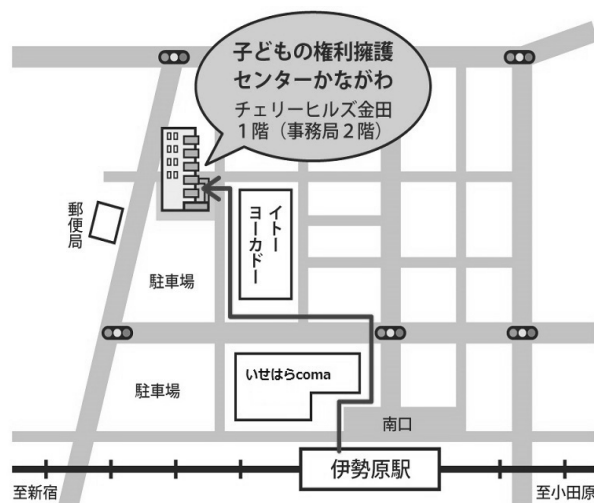 子どもの権利擁護
センターかながわ
チェリーヒルズ金田
1階（事務局2階）
郵便局
イトー
ヨーカドー
駐車場
駐車場
いせはらcoma
南口
伊勢原駅
至新宿
至小田原